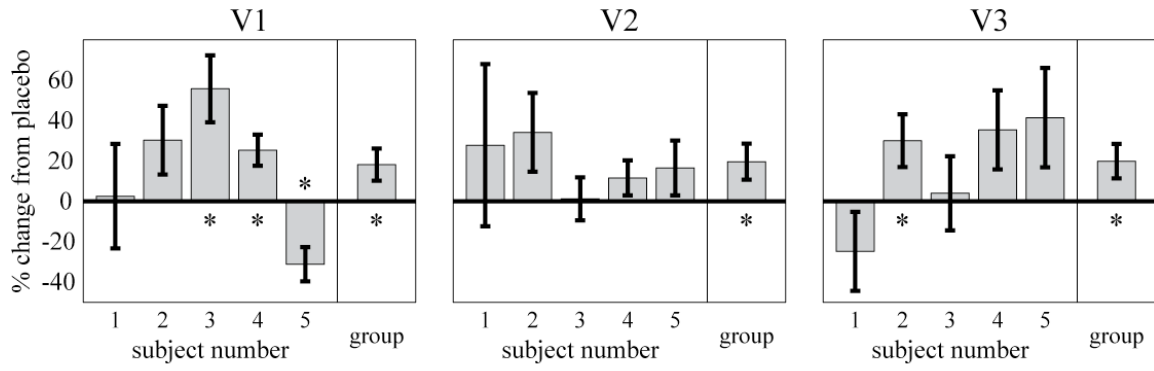 V1 V2 V3
% change from placebo
60
40
20
0
-20
-40
*
* * *
*
* *
1 2 3 4 5 group
1 2 3 4 5 group
1 2 3 4 5 group
subject number
subject number
subject number